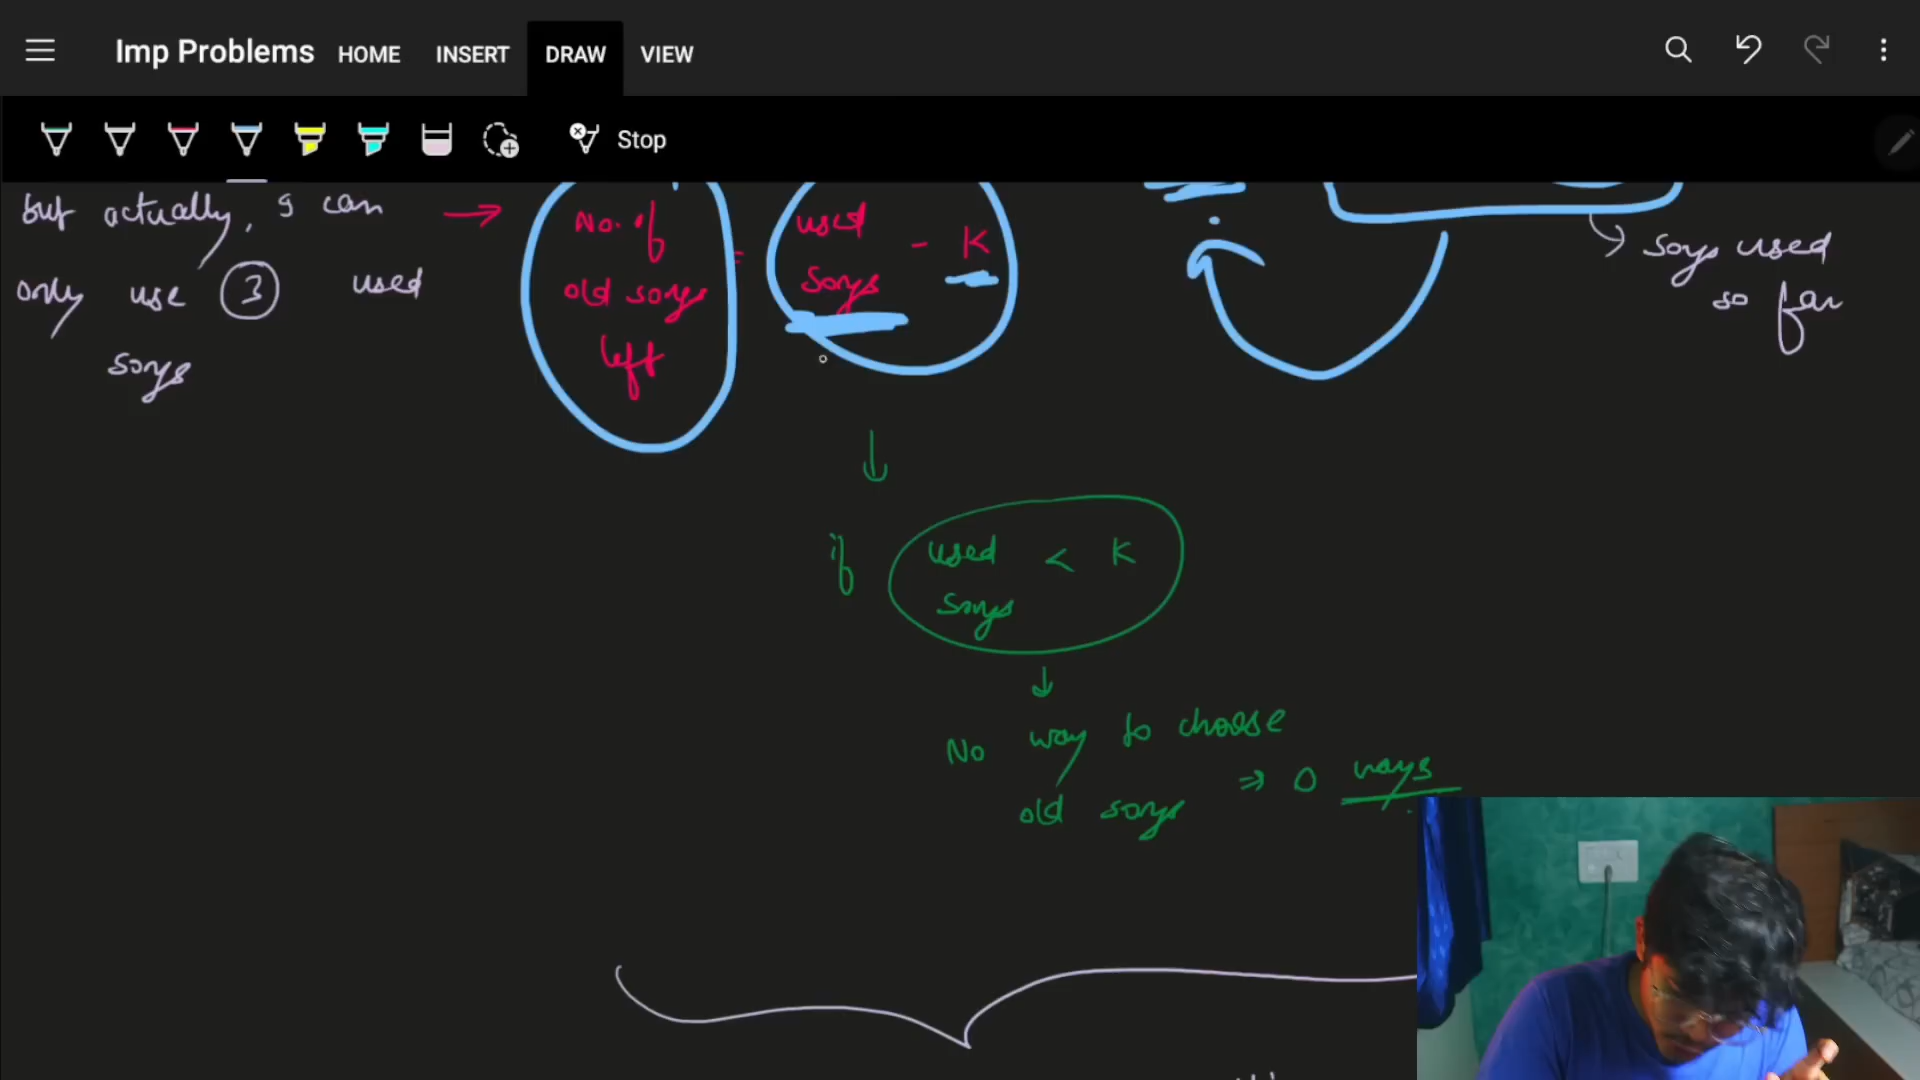 Imp Problems HOME INSERT DRAW VIEW
Stop
but actually, I can → No. of = used - K
only use 3 used old songs songs
songs left
songs used
so far
↓
if used < K
songs
↓
No way to choose
old songs ⇒ 0 ways